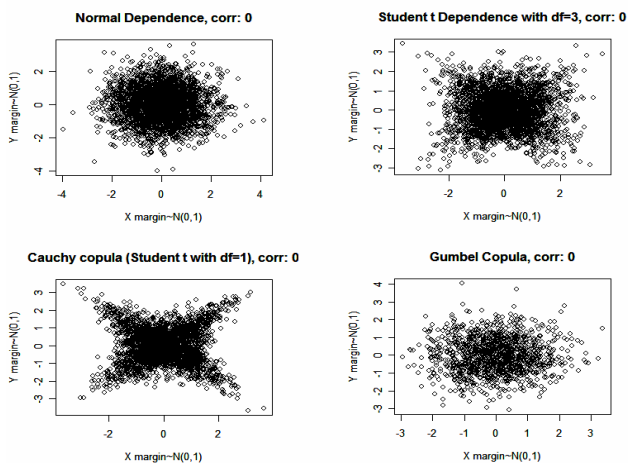 Normal Dependence, corr: 0
Y margin~N(0,1)
2
0
-2
-4
-4 -2 0 2 4
X margin~N(0,1)
Student t Dependence with df=3, corr: 0
Y margin~N(0,1)
3
2
1
0
-1
-2
-3
-2 0 2
X margin~N(0,1)
Cauchy copula (Student t with df=1), corr: 0
Y margin~N(0,1)
3
2
1
0
-1
-2
-3
-2 0 2
X margin~N(0,1)
Gumbel Copula, corr: 0
Y margin~N(0,1)
4
3
2
1
0
-1
-2
-3
-3 -2 -1 0 1 2 3
X margin~N(0,1)